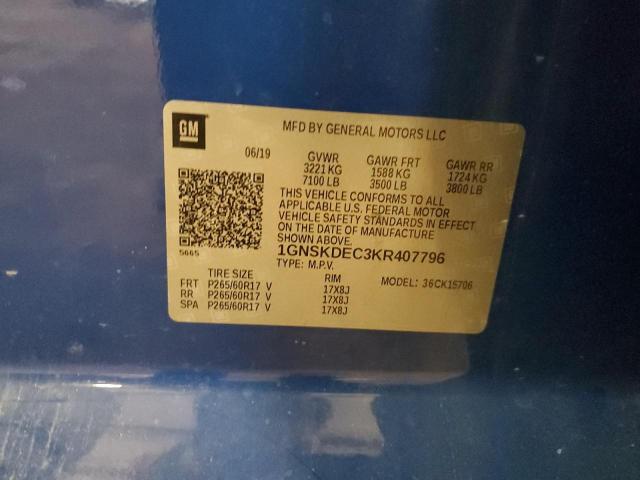 GM
MFD BY GENERAL MOTORS LLC
06/19 GVWR GAWR FRT GAWR RR
3221 KG 1588 KG 1724 KG
7100 LB 3500 LB 3800 LB
THIS VEHICLE CONFORMS TO ALL
APPLICABLE U.S. FEDERAL MOTOR
VEHICLE SAFETY STANDARDS IN EFFECT
ON THE DATE OF MANUFACTURE
SHOWN ABOVE.
5665
1GNSKDEC3KR407796
TYPE: M.P.V. MODEL: 36CK15706
TIRE SIZE RIM
FRT P265/60R17 V 17X8J
RR P265/60R17 V 17X8J
SPA P265/60R17 V 17X8J